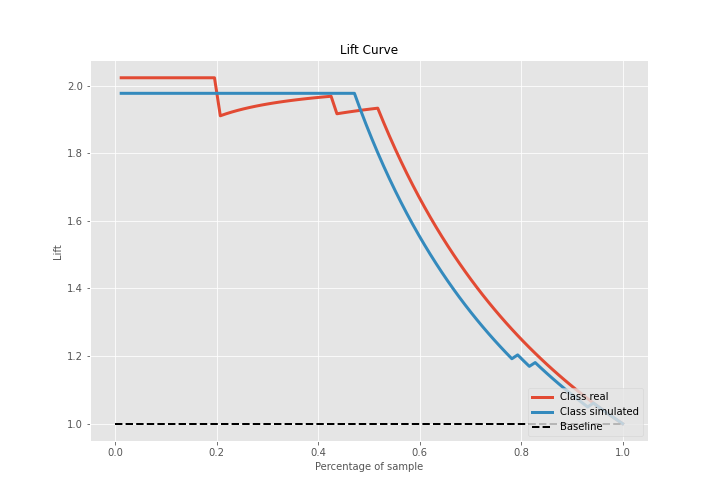 Lift Curve
2.0
1.8
1.6
1.4
1.2
1.0
Lift
0.0
0.2
0.4
0.6
0.8
1.0
Percentage of sample
Class real
Class simulated
Baseline